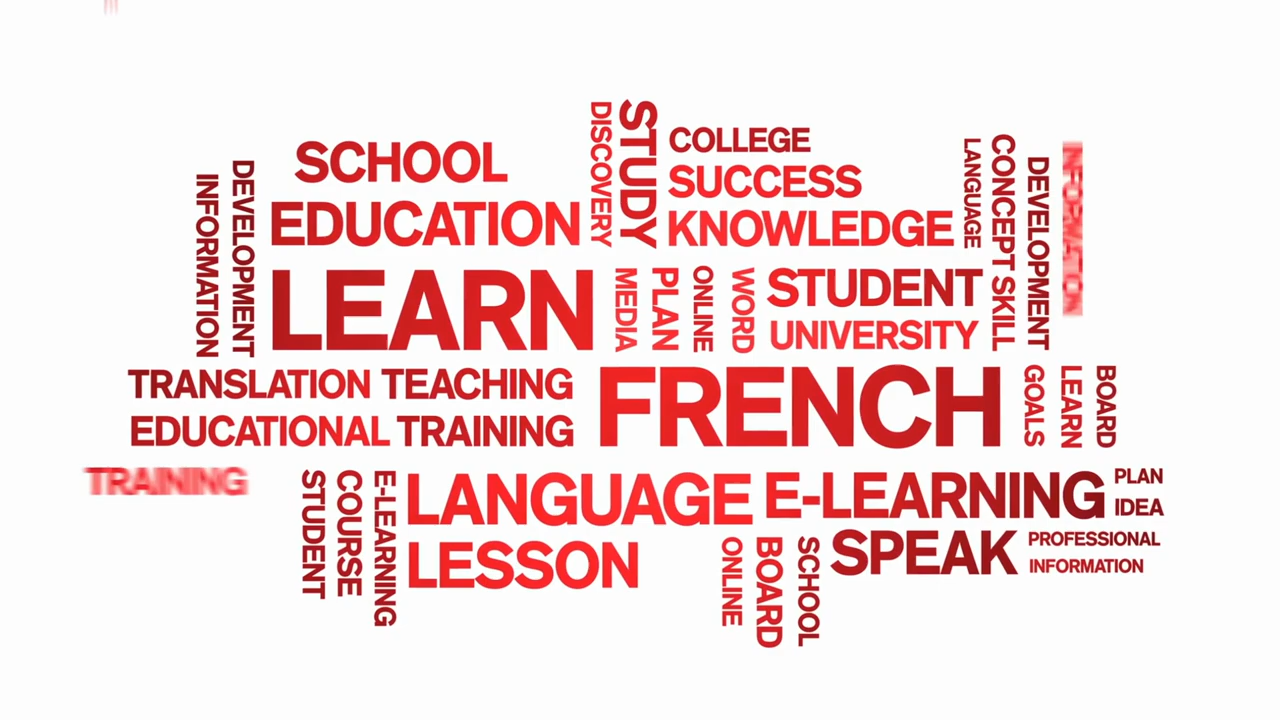 SCHOOL
EDUCATION
LEARN
DEVELOPMENT
INFORMATION
DISCOVERY
STUDY
COLLEGE
SUCCESS
KNOWLEDGE
LANGUAGE
CONCEPT SKILL
DEVELOPMENT
INFORMATION
MEDIA
PLAN
ONLINE
WORD
STUDENT
UNIVERSITY
TRANSLATION TEACHING
EDUCATIONAL TRAINING
FRENCH
GOALS
LEARN
BOARD
TRAINING
STUDENT
COURSE
E-LEARNING
LANGUAGE E-LEARNING
LESSON
PLAN
IDEA
ONLINE
BOARD
SCHOOL
SPEAK
PROFESSIONAL
INFORMATION